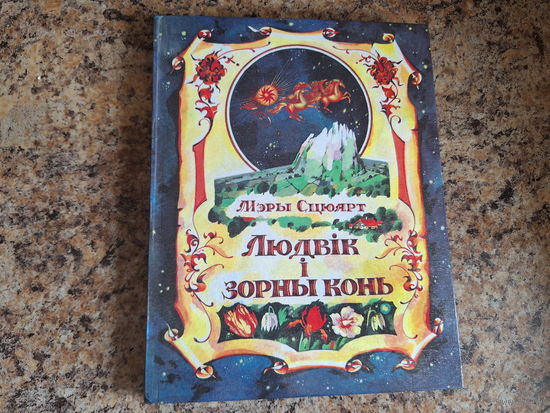 Мэры Сцюарт
Людвік
і
зорны конь